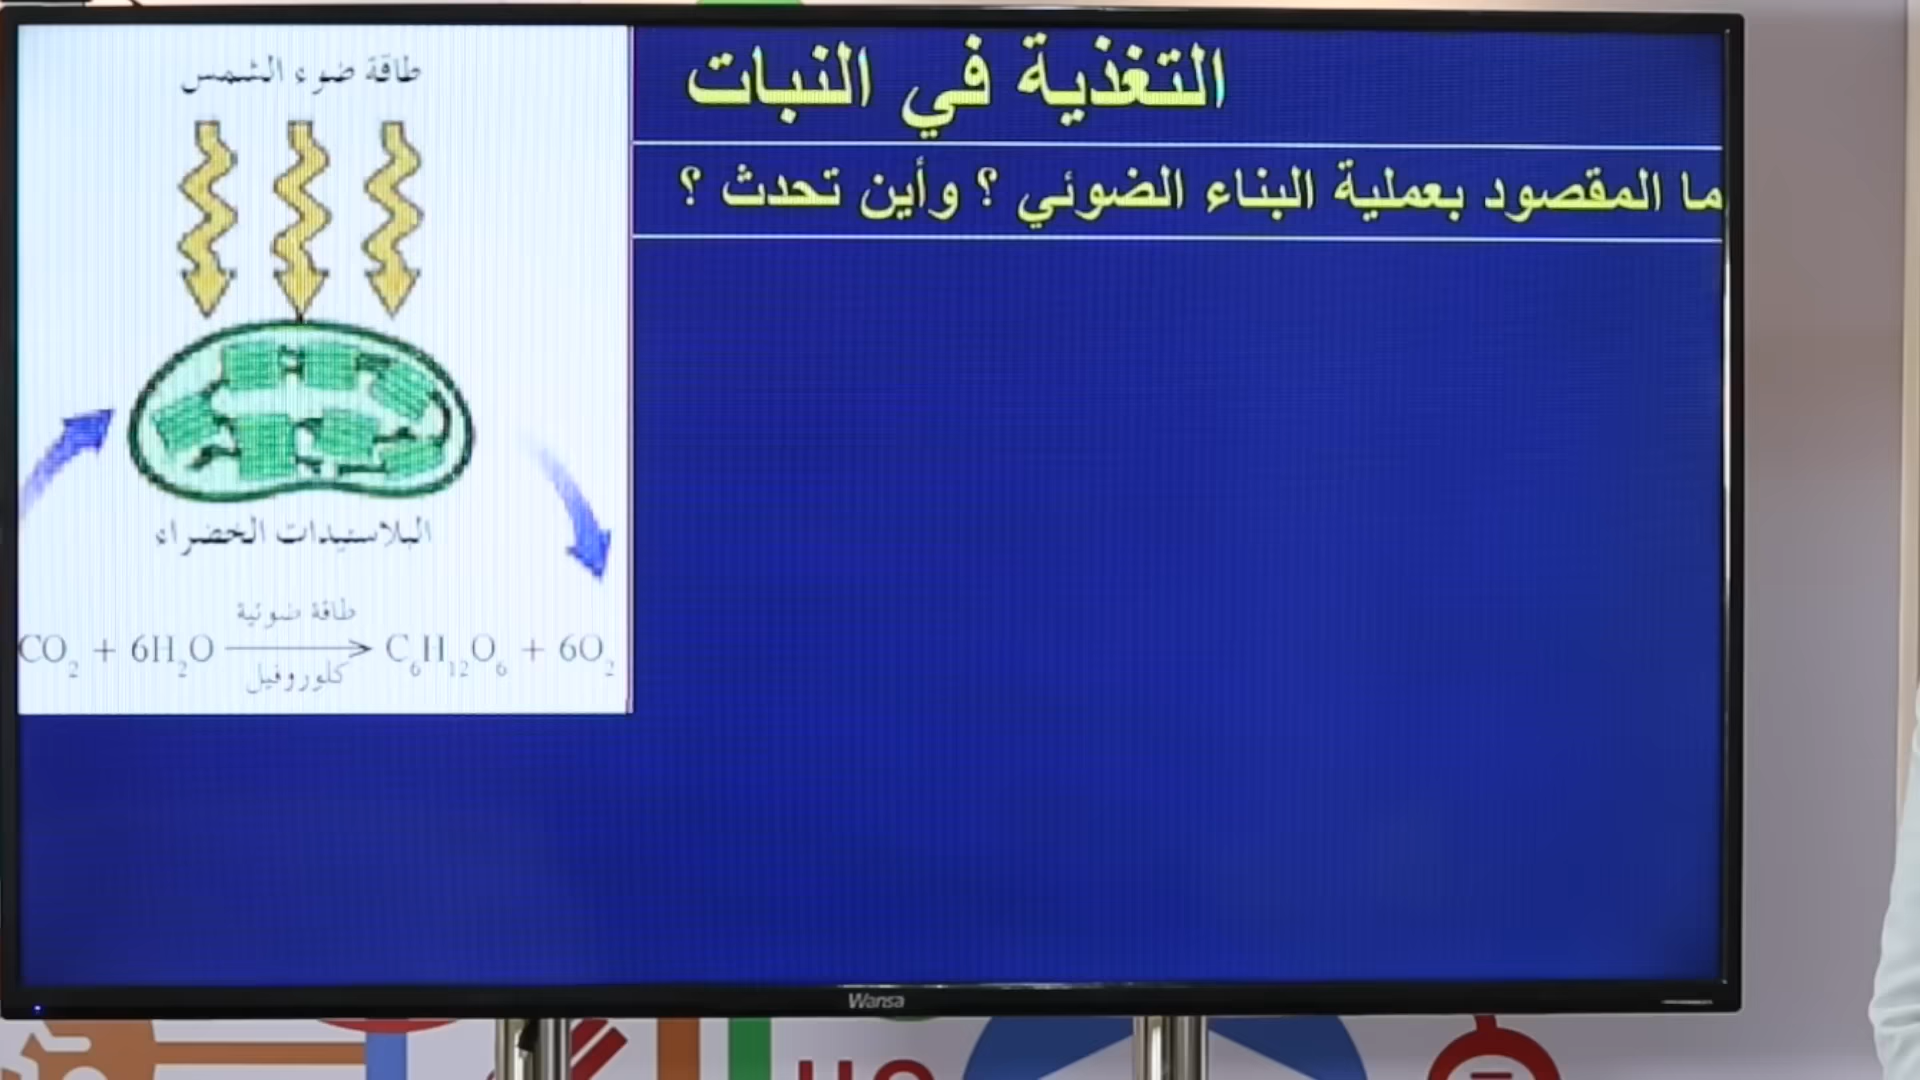 التغذية في النبات
ما المقصود بعملية البناء الضوئي ؟ وأين تحدث ؟
طاقة ضوء الشمس
البلاستيدات الخضراء
طاقة ضوئية
CO₂ + 6H₂O ⟶ C₆H₁₂O₆ + 6O₂
كلوروفيل
Wansa